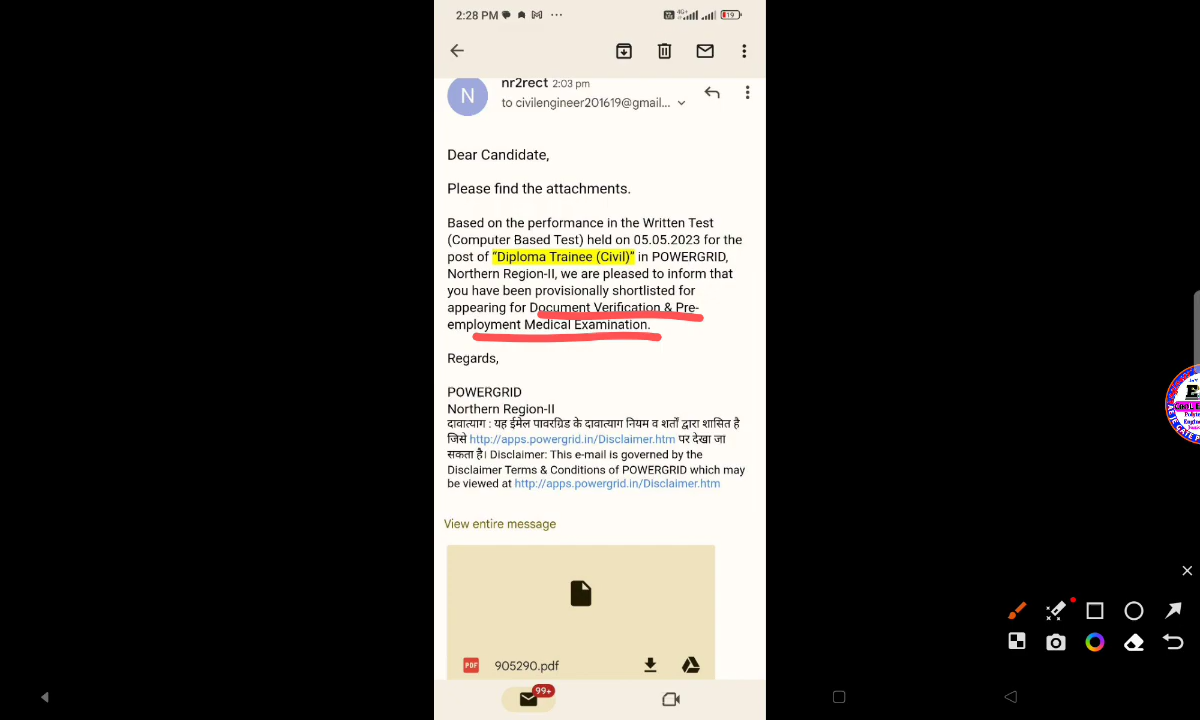 2:28 PM
4G+
19
nr2rect 2:03 pm
N
to civilengineer201619@gmail...
Dear Candidate,
Please find the attachments.
Based on the performance in the Written Test
(Computer Based Test) held on 05.05.2023 for the
post of “Diploma Trainee (Civil)” in POWERGRID,
Northern Region-II, we are pleased to inform that
you have been provisionally shortlisted for
appearing for Document Verification & Pre-
employment Medical Examination.
Regards,
POWERGRID
Northern Region-II
दावात्याग : यह ईमेल पावरग्रिड के दावात्याग नियम व शर्तों द्वारा शासित है
जिसे http://apps.powergrid.in/Disclaimer.htm पर देखा जा
सकता है। Disclaimer: This e-mail is governed by the
Disclaimer Terms & Conditions of POWERGRID which may
be viewed at http://apps.powergrid.in/Disclaimer.htm
View entire message
PDF 905290.pdf
99+